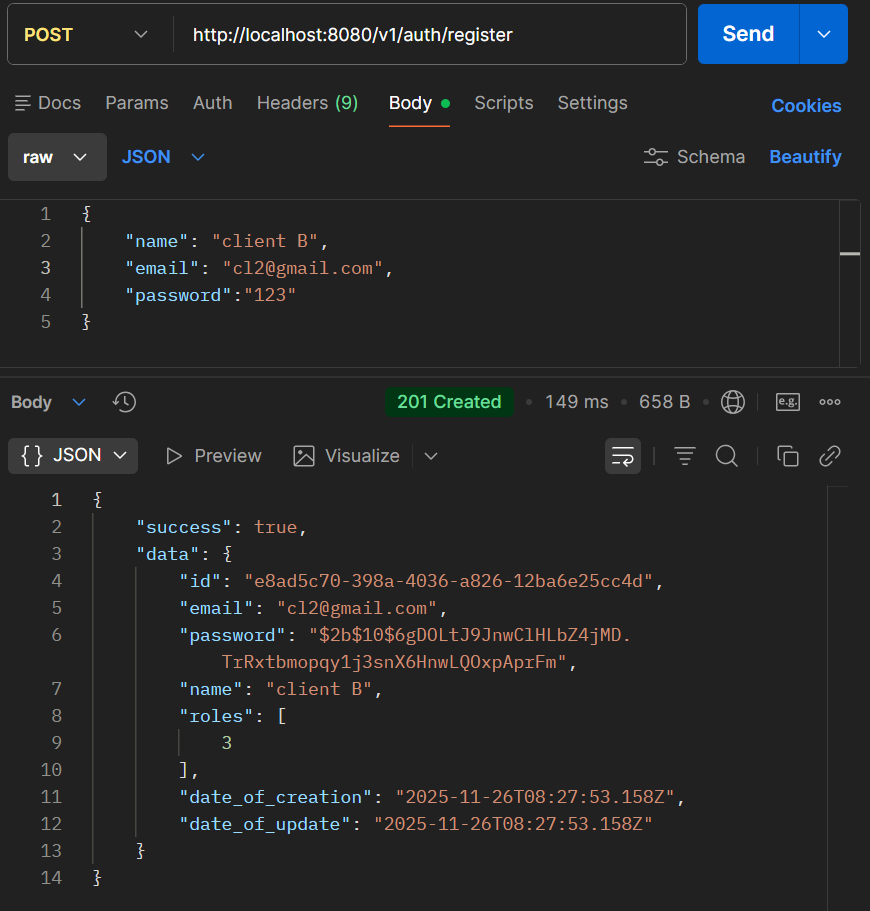 POST http://localhost:8080/v1/auth/register Send
Docs Params Auth Headers (9) Body Scripts Settings Cookies
raw JSON Schema Beautify
1 {
2 "name": "client B",
3 "email": "cl2@gmail.com",
4 "password":"123"
5 }
Body 201 Created 149 ms 658 B e.g.
{} JSON Preview Visualize
1 {
2 "success": true,
3 "data": {
4 "id": "e8ad5c70-398a-4036-a826-12ba6e25cc4d",
5 "email": "cl2@gmail.com",
6 "password": "$2b$10$6gDOLtJ9JnwClHLbZ4jMD.
TrRxtbmopqy1j3snX6HnwLQOxpAprFm",
7 "name": "client B",
8 "roles": [
9 3
10 ],
11 "date_of_creation": "2025-11-26T08:27:53.158Z",
12 "date_of_update": "2025-11-26T08:27:53.158Z"
13 }
14 }